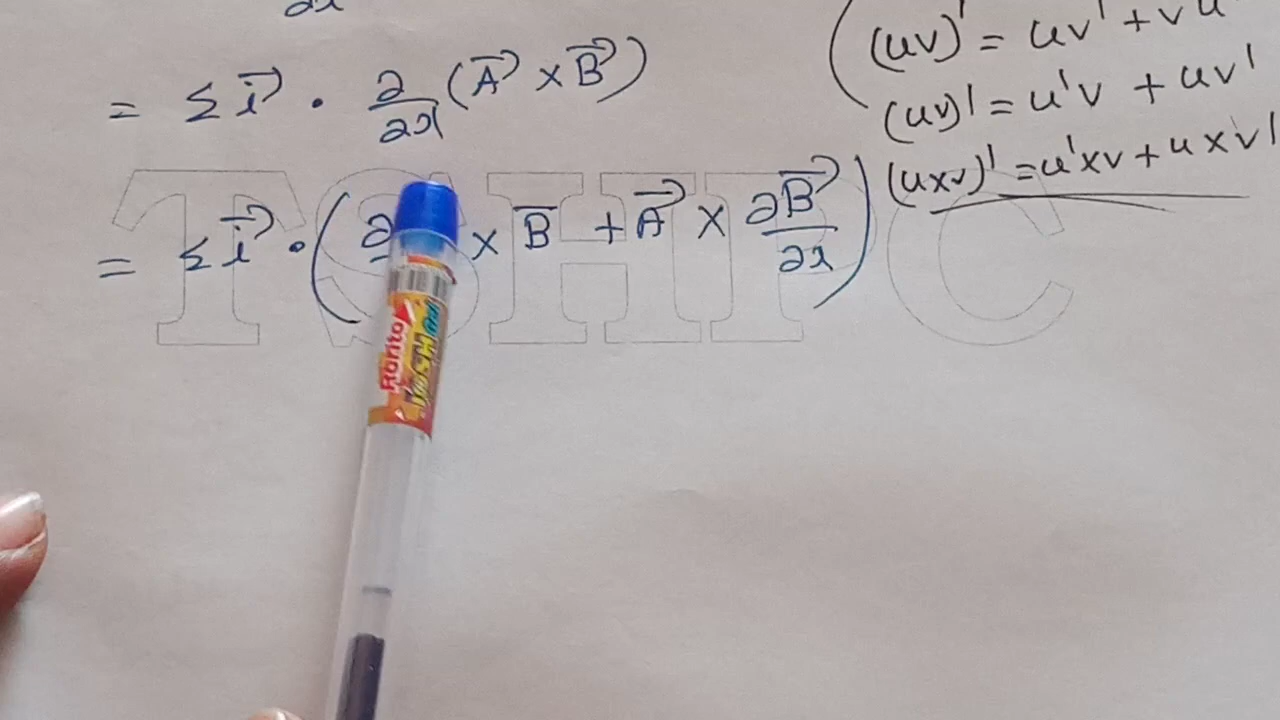 = Σ i⃗ · ∂/∂x (A⃗ × B⃗)
(uv)' = uv' + vu
(uv)' = u'v + uv'
(u×v)' = u'×v + u×v'
= Σ i⃗ · (∂ × B̅ + A⃗ × ∂B⃗/∂x)
TSHPC
Rorito